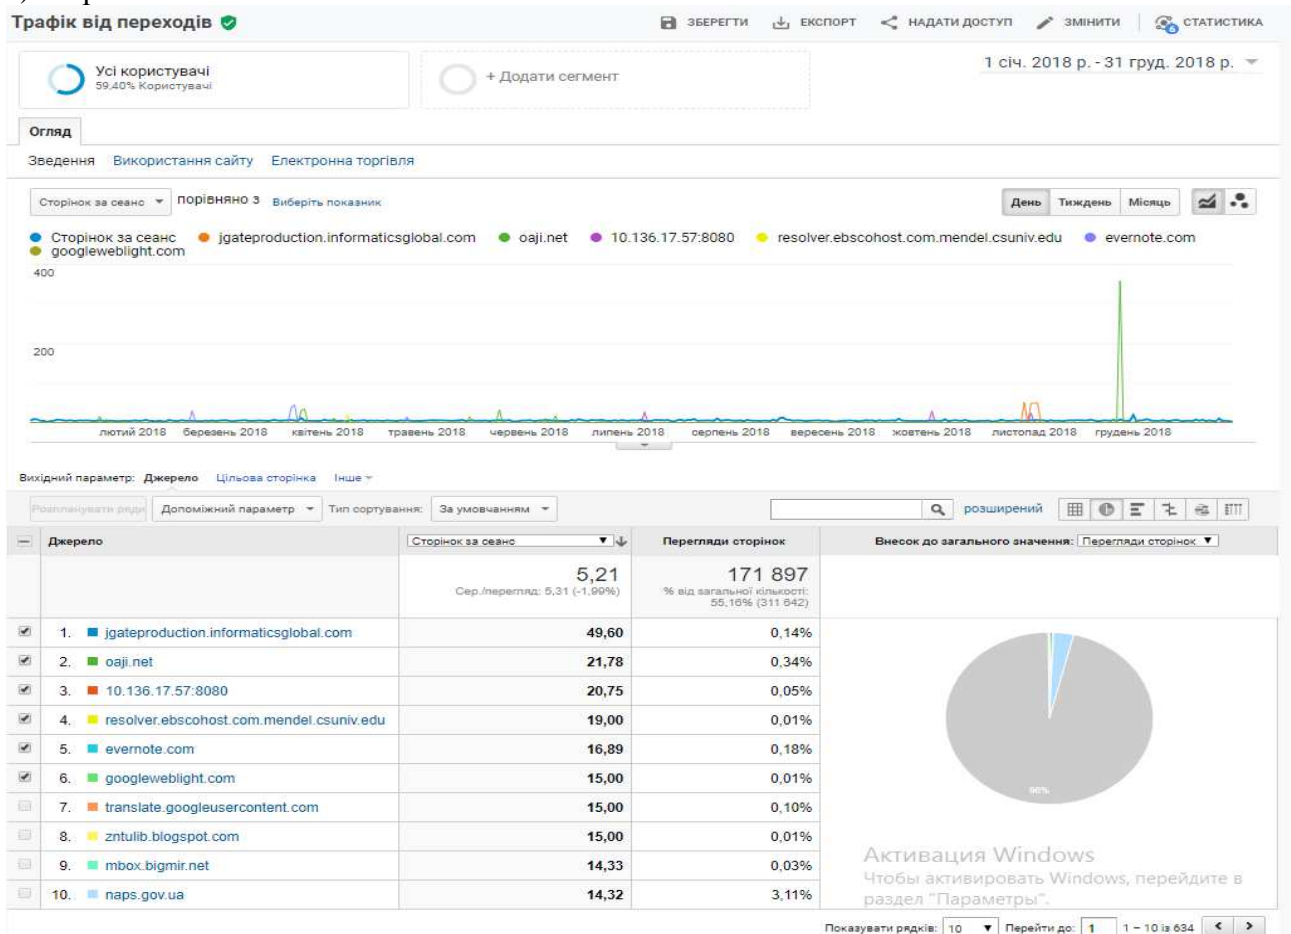 Трафік від переходів
ЗБЕРЕГТИ ЕКСПОРТ НАДАТИ ДОСТУП ЗМІНИТИ СТАТИСТИКА
Усі користувачі
59,40% Користувачі
+ Додати сегмент
1 січ. 2018 р. - 31 груд. 2018 р.
Огляд
Зведення Використання сайту Електронна торгівля
Сторінок за сеанс порівняно з Виберіть показник
День Тиждень Місяць
Сторінок за сеанс jgateproduction.informaticsglobal.com oaji.net 10.136.17.57:8080 resolver.ebscohost.com.mendel.csuniv.edu evernote.com
googleweblight.com
400
200
лютий 2018 березень 2018 квітень 2018 травень 2018 червень 2018 липень 2018 серпень 2018 вересень 2018 жовтень 2018 листопад 2018 грудень 2018
Вихідний параметр: Джерело Цільова сторінка Інше
Розпланувати ряди Допоміжний параметр Тип сортування: За умовчанням розширений
Джерело Сторінок за сеанс Перегляди сторінок Внесок до загального значення: Перегляди сторінок
5,21 171 897
Сер./перегляд: 5,31 (-1,99%) % від загальної кількості:
55,16% (311 642)
1. jgateproduction.informaticsglobal.com 49,60 0,14%
2. oaji.net 21,78 0,34%
3. 10.136.17.57:8080 20,75 0,05%
4. resolver.ebscohost.com.mendel.csuniv.edu 19,00 0,01%
5. evernote.com 16,89 0,18%
6. googleweblight.com 15,00 0,01%
7. translate.googleusercontent.com 15,00 0,10%
8. zntulib.blogspot.com 15,00 0,01%
9. mbox.bigmir.net 14,33 0,03%
10. naps.gov.ua 14,32 3,11%
96%
Активация Windows
Чтобы активировать Windows, перейдите в
раздел "Параметры".
Показувати рядків: 10 Перейти до: 1 1 – 10 із 634